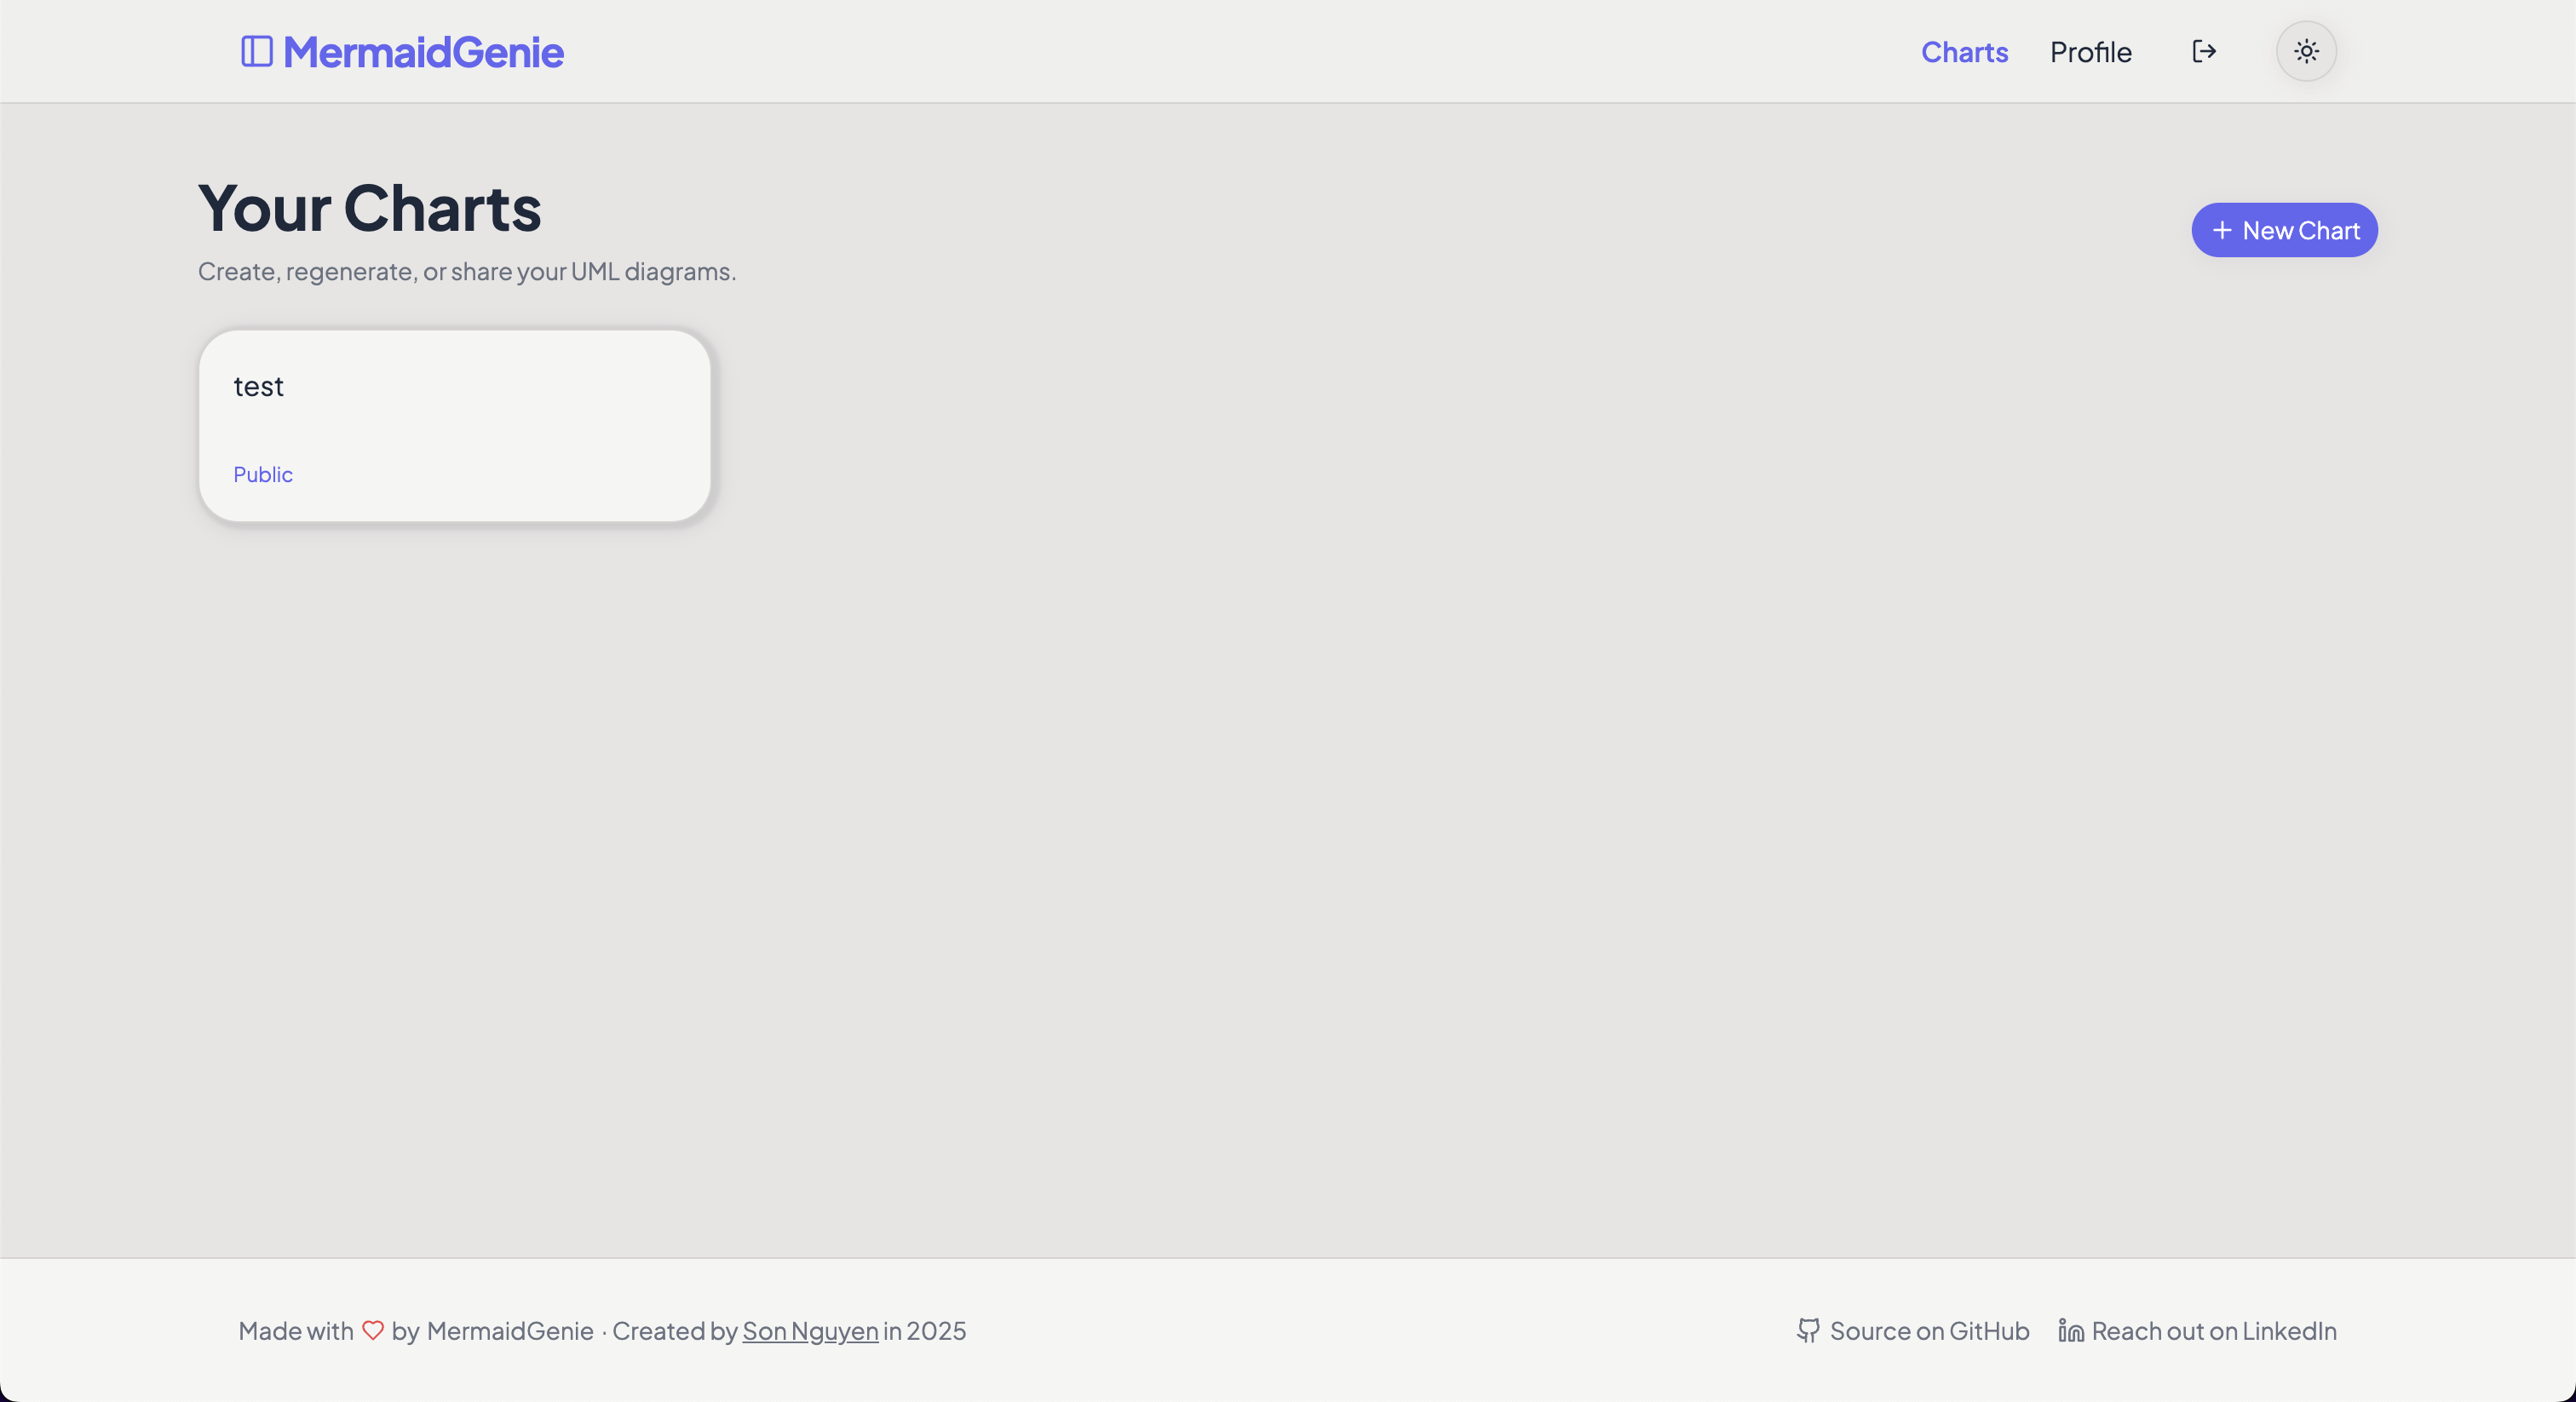 MermaidGenie
Charts
Profile
Your Charts
New Chart
Create, regenerate, or share your UML diagrams.
test
Public
Made with by MermaidGenie · Created by Son Nguyen in 2025
Source on GitHub
Reach out on LinkedIn